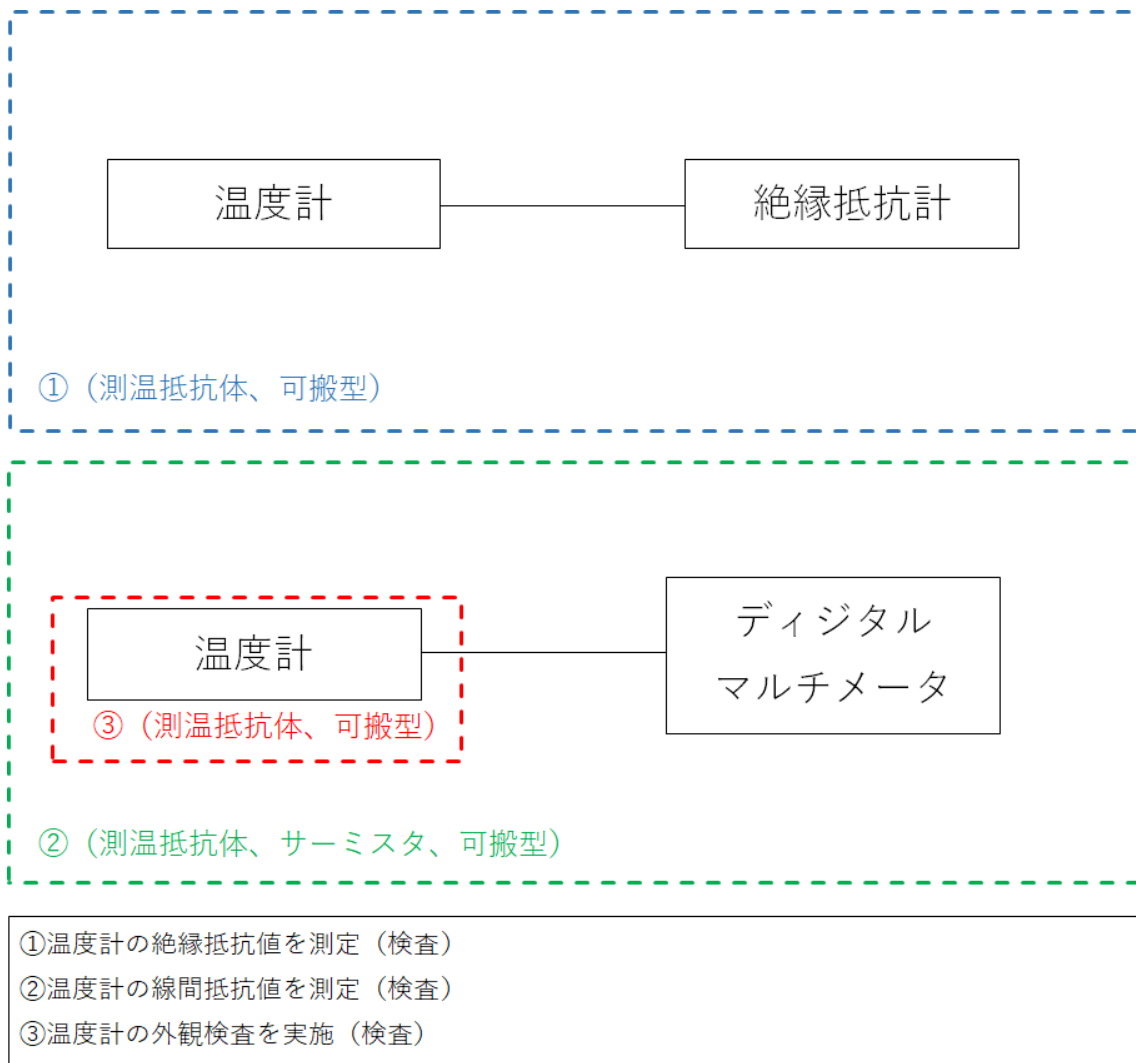 温度計
絶縁抵抗計
①（測温抵抗体、可搬型）
温度計
ディジタル
マルチメータ
③（測温抵抗体、可搬型）
②（測温抵抗体、サーミスタ、可搬型）
①温度計の絶縁抵抗値を測定（検査）
②温度計の線間抵抗値を測定（検査）
③温度計の外観検査を実施（検査）